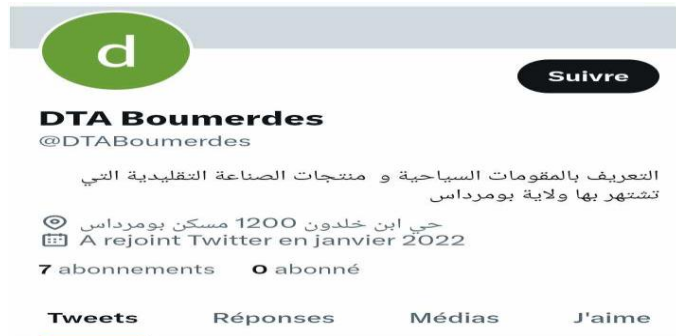 d
Suivre
DTA Boumerdes
@DTABoumerdes
التعريف بالمقومات السياحية و منتجات الصناعة التقليدية التي
تشتهر بها ولاية بومرداس
حي ابن خلدون 1200 مسكن بومرداس
A rejoint Twitter en janvier 2022
7 abonnements 0 abonné
Tweets Réponses Médias J'aime